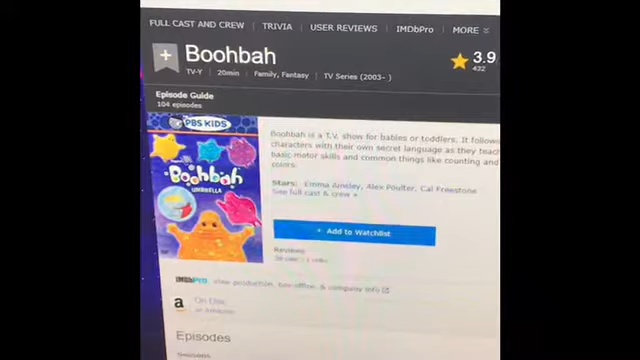 FULL CAST AND CREW | TRIVIA | USER REVIEWS | IMDbPro | MORE
+ Boohbah
3.9
432
TV-Y | 20min | Family, Fantasy | TV Series (2003– )
Episode Guide
104 episodes
PBS KIDS
Boohbah
UMBRELLA
Boohbah is a T.V. show for babies or toddlers. It follows
characters with their own secret language as they teach
basic motor skills and common things like counting and
colors.
Stars: Emma Ainsley, Alex Poulter, Cal Freestone
See full cast & crew »
+ Add to Watchlist
Reviews
IMDbPro View production, box office, & company info
a On Disc
at Amazon
Episodes
Seasons